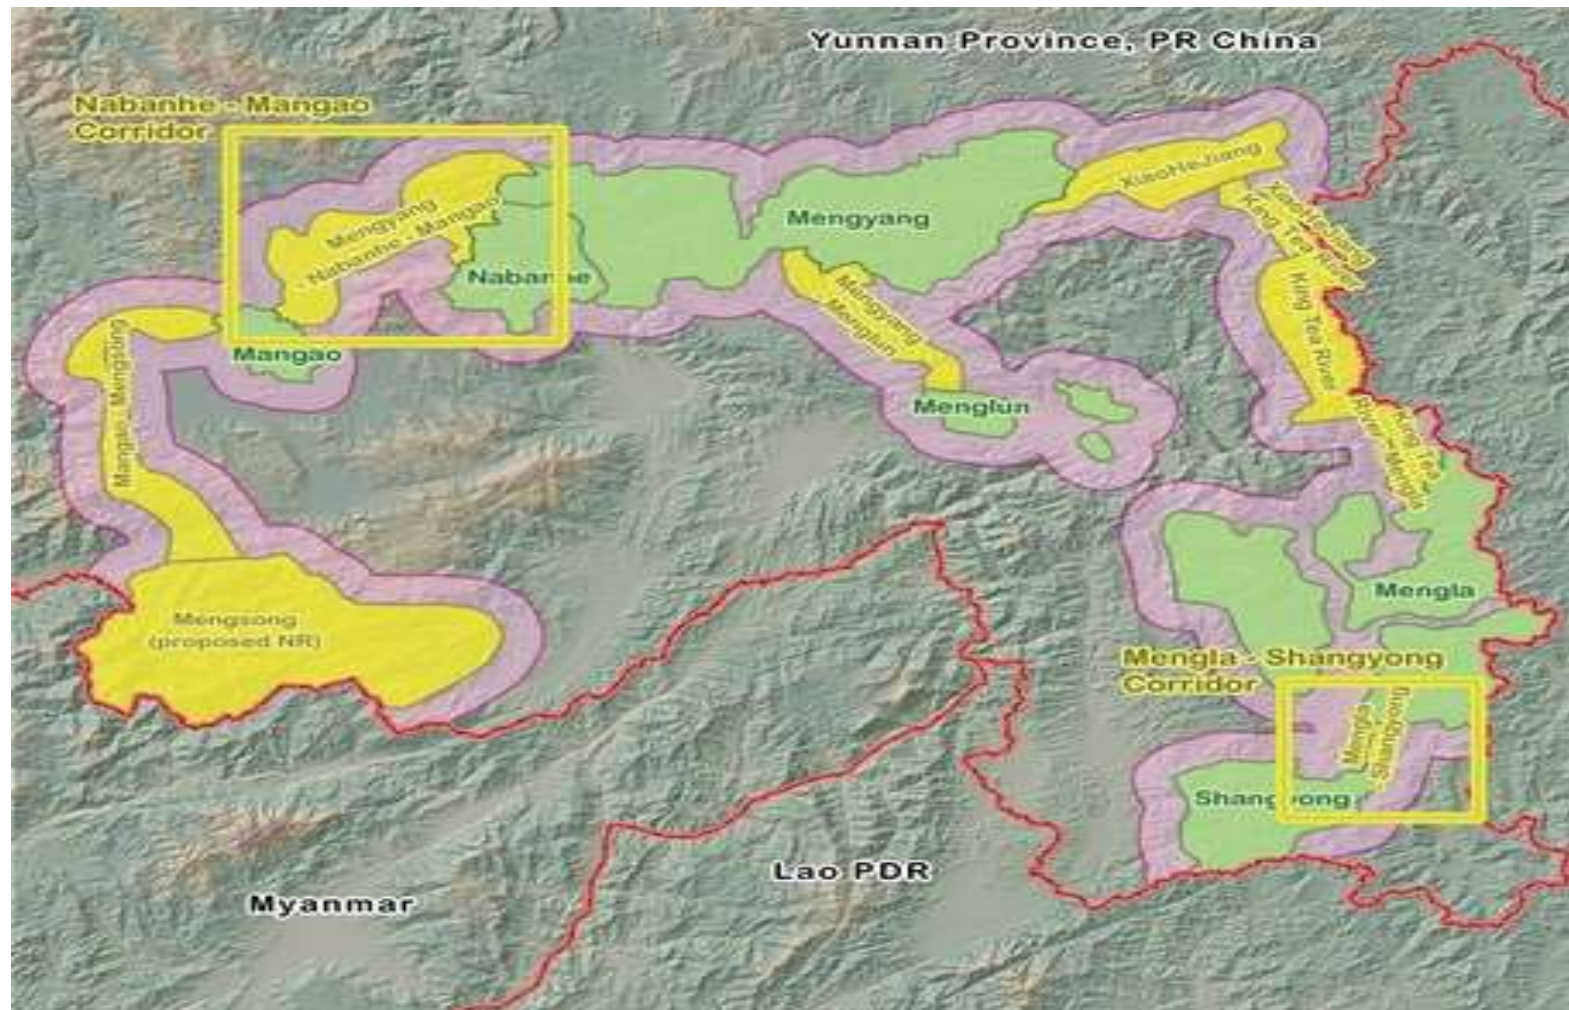 Yunnan Province, PR China
Nabanhe - Mangao
Corridor
XiaoHeJiang
Mengyang
- Nabanhe - Mangao
Mengyang
XiaoHeJiang
King Tea River
Nabanhe
Mengyang
- Menglun
King Tea River
Mangao
Mangao - Mengsong
Menglun
King Tea
River - Mengla
Mengla
Mengsong
(proposed NR)
Mengla - Shangyong
Corridor
Mengla
- Shangyong
Shangyong
Lao PDR
Myanmar